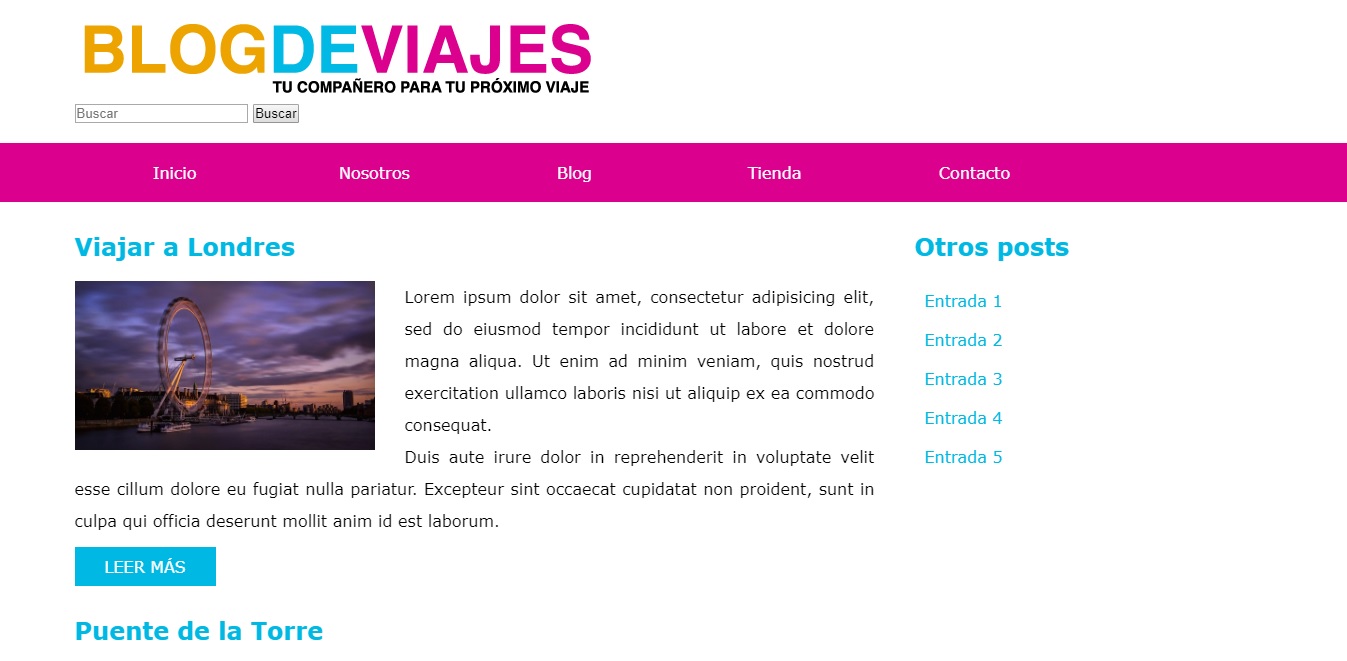 BLOGDEVIAJES
TU COMPAÑERO PARA TU PRÓXIMO VIAJE
Buscar Buscar
Inicio Nosotros Blog Tienda Contacto
Viajar a Londres
Lorem ipsum dolor sit amet, consectetur adipisicing elit,
sed do eiusmod tempor incididunt ut labore et dolore
magna aliqua. Ut enim ad minim veniam, quis nostrud
exercitation ullamco laboris nisi ut aliquip ex ea commodo
consequat.
Duis aute irure dolor in reprehenderit in voluptate velit
esse cillum dolore eu fugiat nulla pariatur. Excepteur sint occaecat cupidatat non proident, sunt in
culpa qui officia deserunt mollit anim id est laborum.
LEER MÁS
Puente de la Torre
Otros posts
Entrada 1
Entrada 2
Entrada 3
Entrada 4
Entrada 5